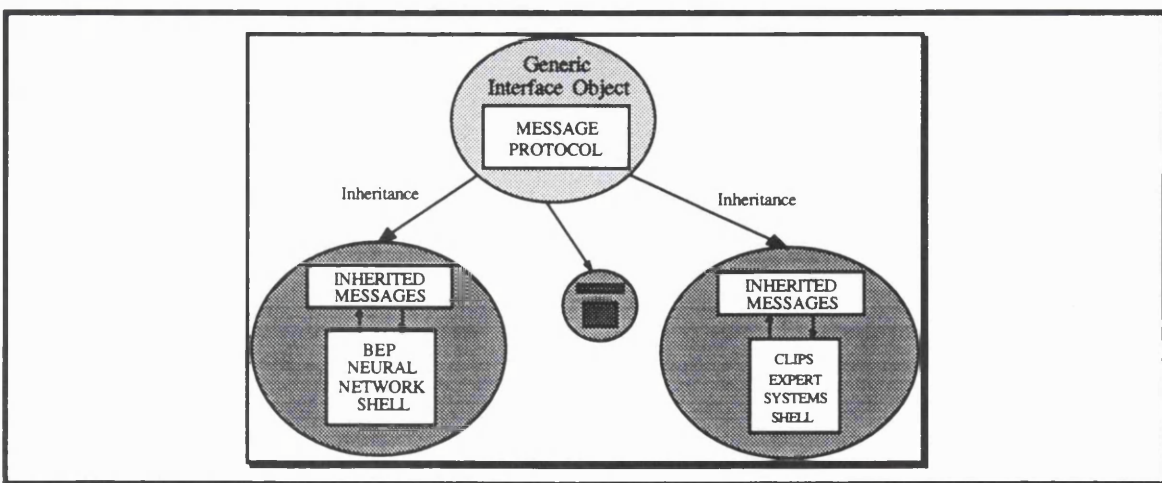 Generic
Interface Object
MESSAGE
PROTOCOL
Inheritance
Inheritance
INHERITED
MESSAGES
BEP
NEURAL
NETWORK
SHELL
INHERITED
MESSAGES
CLIPS
EXPERT
SYSTEMS
SHELL